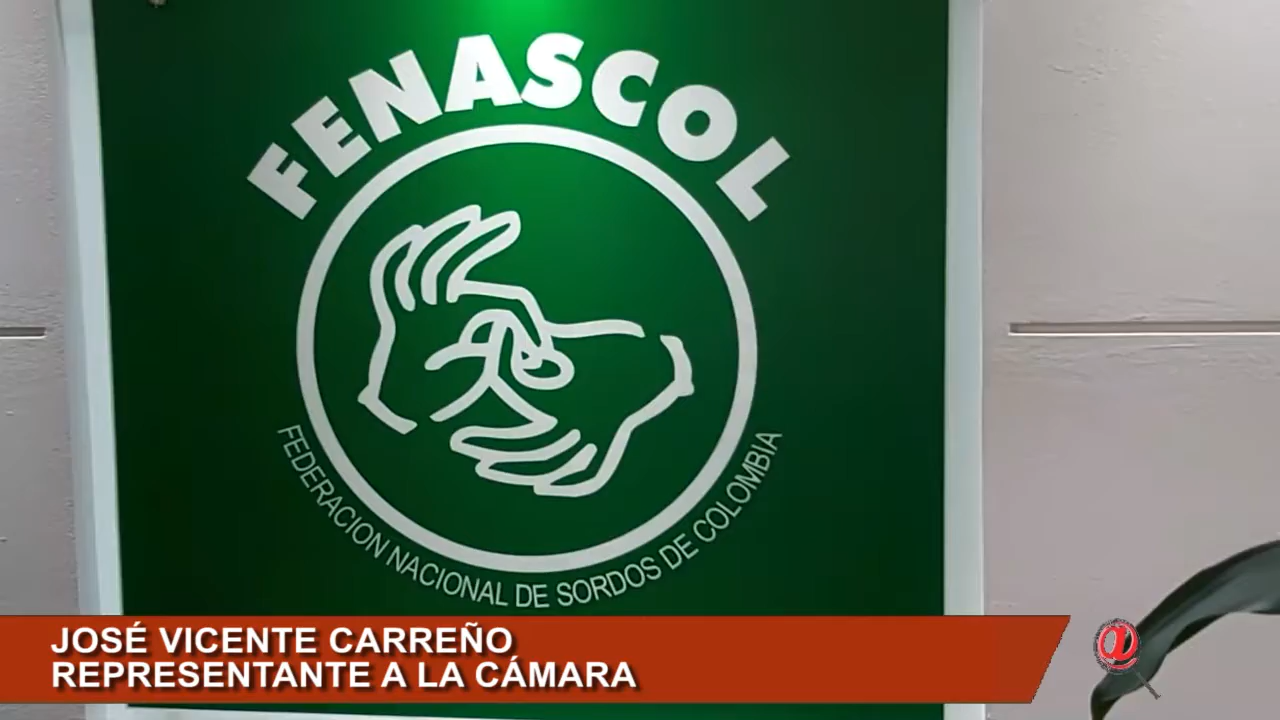 FENASCOL
FEDERACION NACIONAL DE SORDOS DE COLOMBIA
JOSÉ VICENTE CARREÑO
REPRESENTANTE A LA CÁMARA
@